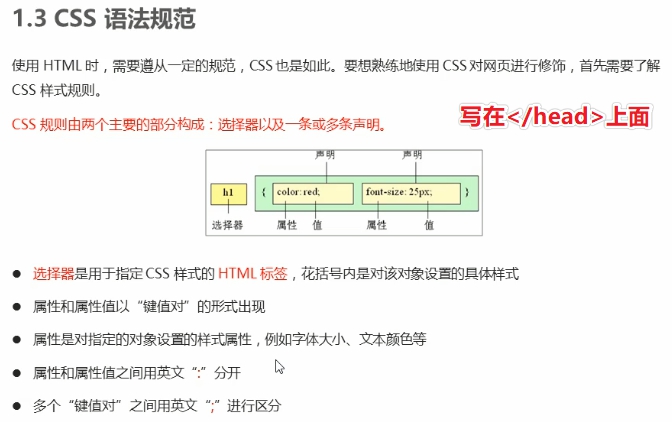 1.3 CSS 语法规范
使用 HTML 时，需要遵从一定的规范，CSS 也是如此。要想熟练地使用 CSS 对网页进行修饰，首先需要了解
CSS 样式规则。
写在</head>上面
CSS 规则由两个主要的部分构成：选择器以及一条或多条声明。
声明 声明
h1 { color: red; font-size: 25px; }
选择器 属性 值 属性 值
● 选择器是用于指定 CSS 样式的 HTML 标签，花括号内是对该对象设置的具体样式
● 属性和属性值以“键值对”的形式出现
● 属性是对指定的对象设置的样式属性，例如字体大小、文本颜色等
● 属性和属性值之间用英文“:”分开
● 多个“键值对”之间用英文“;”进行区分